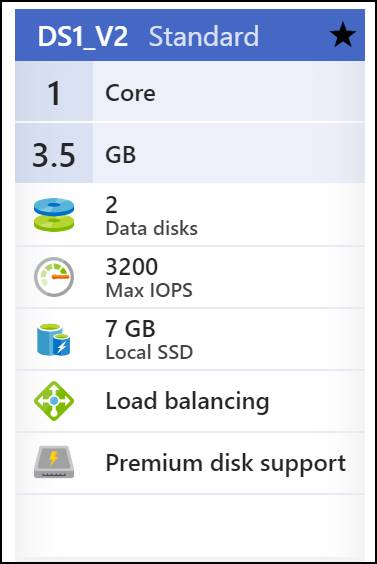 DS1_V2 Standard
1 Core
3.5 GB
2
Data disks
3200
Max IOPS
7 GB
Local SSD
Load balancing
Premium disk support